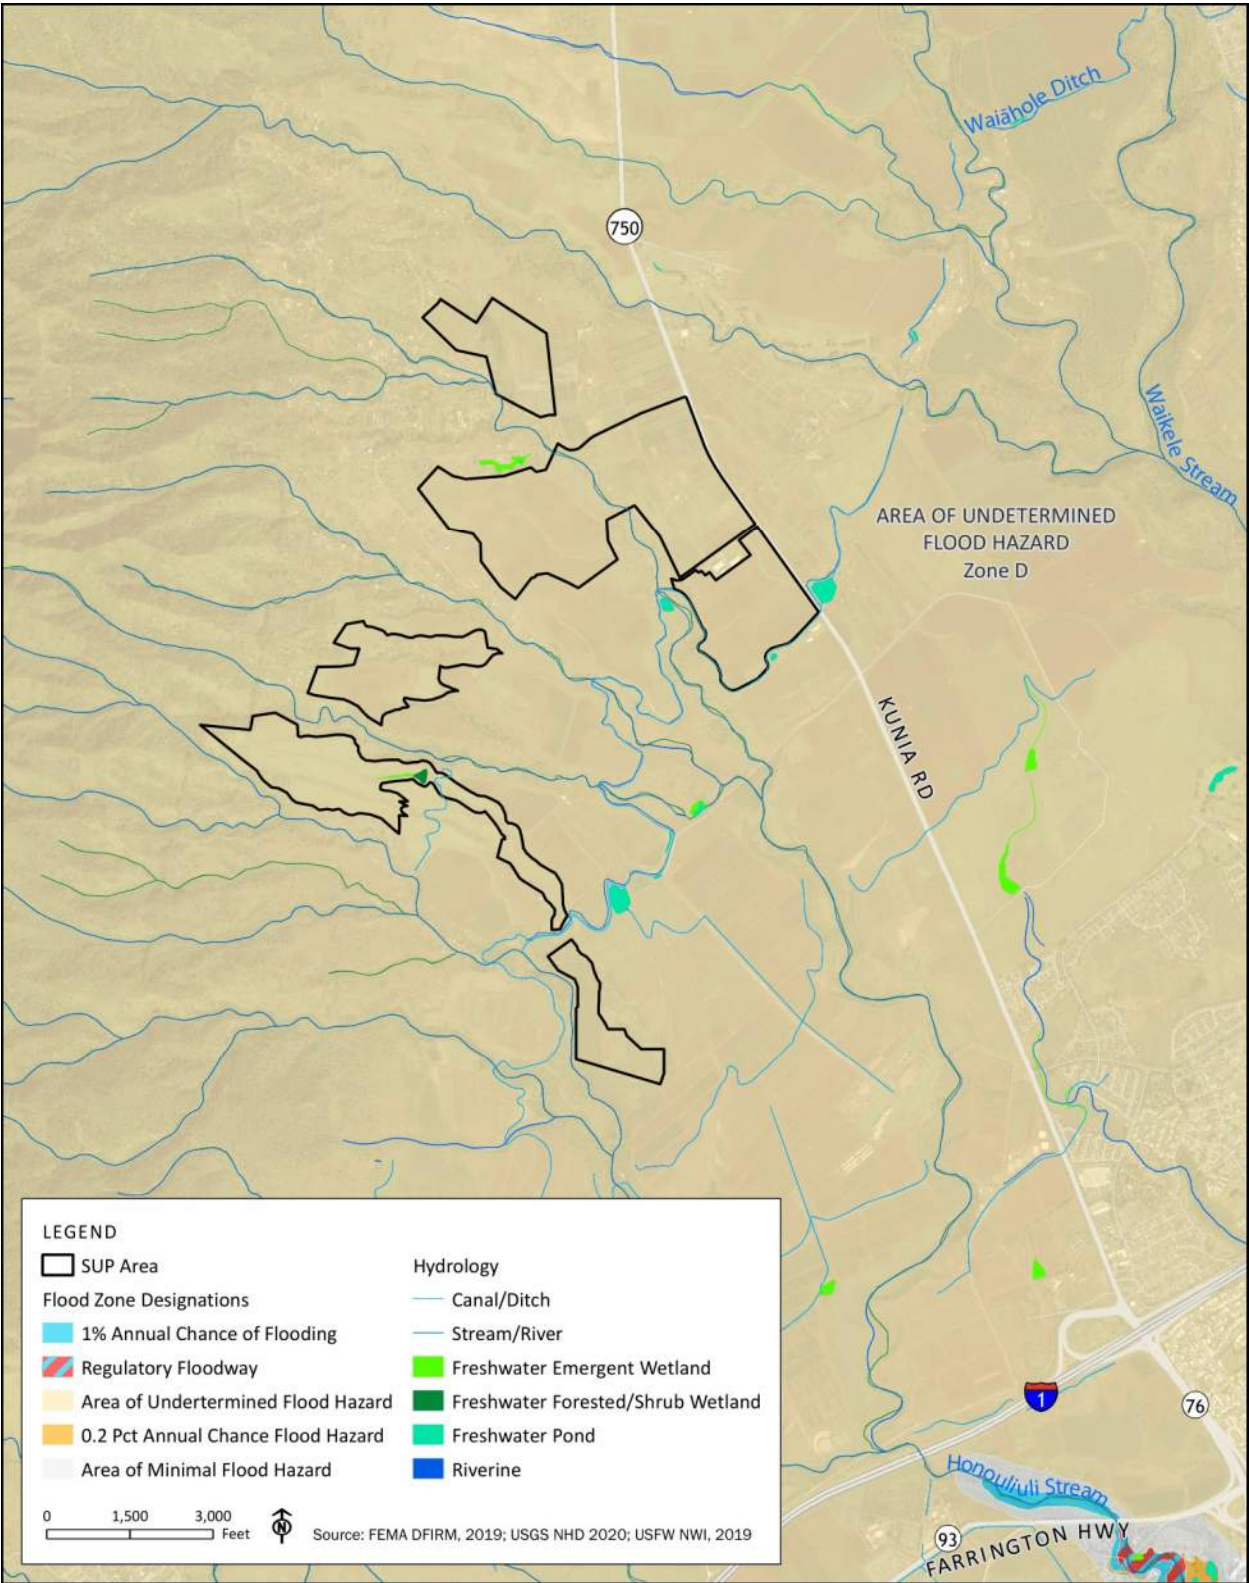 Waiāhole Ditch
750
Waikele Stream
AREA OF UNDETERMINED
FLOOD HAZARD
Zone D
KUNIA RD
1
76
Honouliuli Stream
93
FARRINGTON HWY
LEGEND
SUP Area
Flood Zone Designations
1% Annual Chance of Flooding
Regulatory Floodway
Area of Undertermined Flood Hazard
0.2 Pct Annual Chance Flood Hazard
Area of Minimal Flood Hazard
Hydrology
Canal/Ditch
Stream/River
Freshwater Emergent Wetland
Freshwater Forested/Shrub Wetland
Freshwater Pond
Riverine
0 1,500 3,000
Feet
N
Source: FEMA DFIRM, 2019; USGS NHD 2020; USFW NWI, 2019